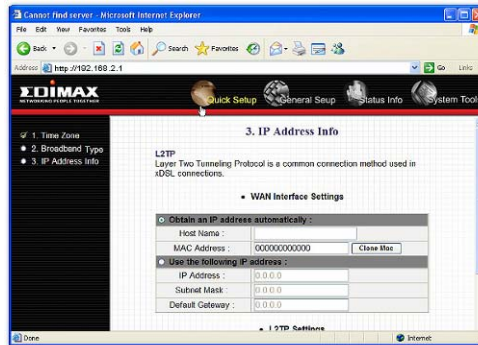 Cannot find server - Microsoft Internet Explorer
File Edit View Favorites Tools Help
Back Search Favorites
Address http://192.168.2.1 Go Links
EDIMAX
NETWORKING PEOPLE TOGETHER
Quick Setup General Seup Status Info System Tool
1. Time Zone
2. Broadband Type
3. IP Address Info
3. IP Address Info
L2TP
Layer Two Tunneling Protocol is a common connection method used in
xDSL connections.
WAN Interface Settings
Obtain an IP address automatically :
Host Name :
MAC Address : 000000000000 Clone Mac
Use the following IP address :
IP Address : 0.0.0.0
Subnet Mask : 0.0.0.0
Default Gateway : 0.0.0.0
L2TP Settings
Done Internet